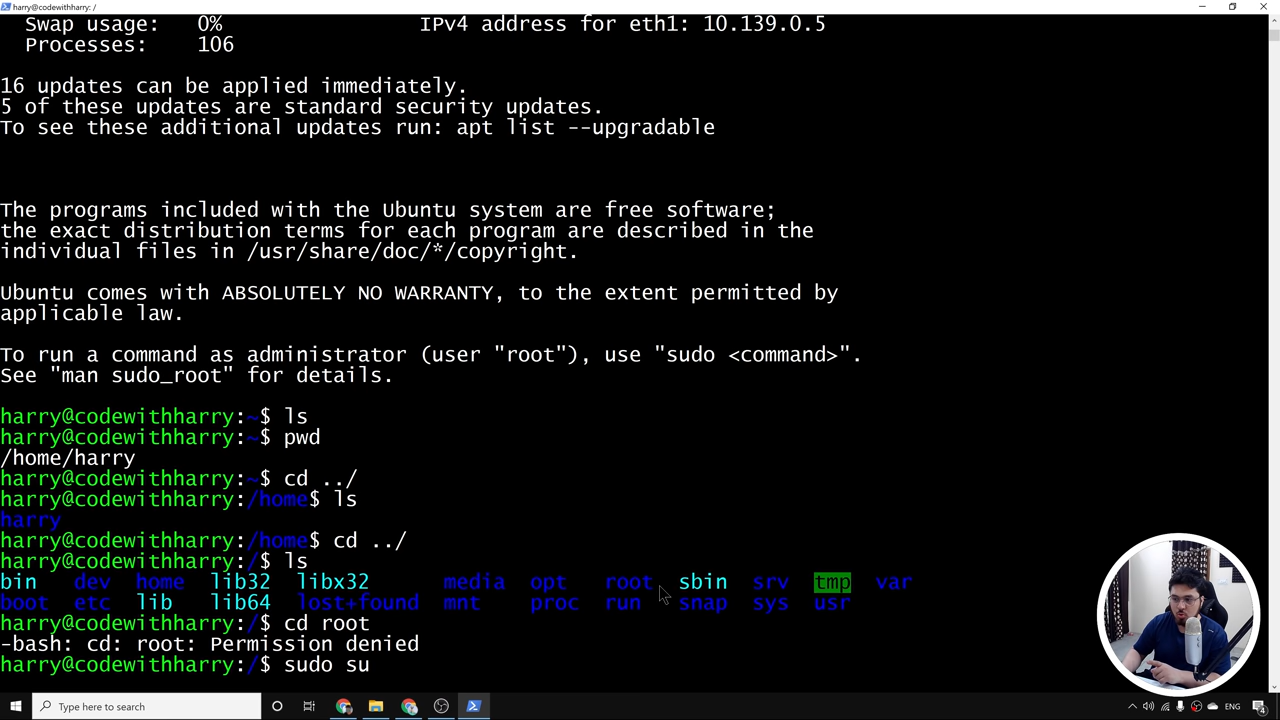 harry@codewithharry: /
Swap usage: 0% IPv4 address for eth1: 10.139.0.5
Processes: 106
16 updates can be applied immediately.
5 of these updates are standard security updates.
To see these additional updates run: apt list --upgradable
The programs included with the Ubuntu system are free software;
the exact distribution terms for each program are described in the
individual files in /usr/share/doc/*/copyright.
Ubuntu comes with ABSOLUTELY NO WARRANTY, to the extent permitted by
applicable law.
To run a command as administrator (user "root"), use "sudo <command>".
See "man sudo_root" for details.
harry@codewithharry:~$ ls
harry@codewithharry:~$ pwd
/home/harry
harry@codewithharry:~$ cd ../
harry@codewithharry:/home$ ls
harry
harry@codewithharry:/home$ cd ../
harry@codewithharry:/$ ls
bin dev home lib32 libx32 media opt root sbin srv tmp var
boot etc lib lib64 lost+found mnt proc run snap sys usr
harry@codewithharry:/$ cd root
-bash: cd: root: Permission denied
harry@codewithharry:/$ sudo su
Type here to search
ENG
4